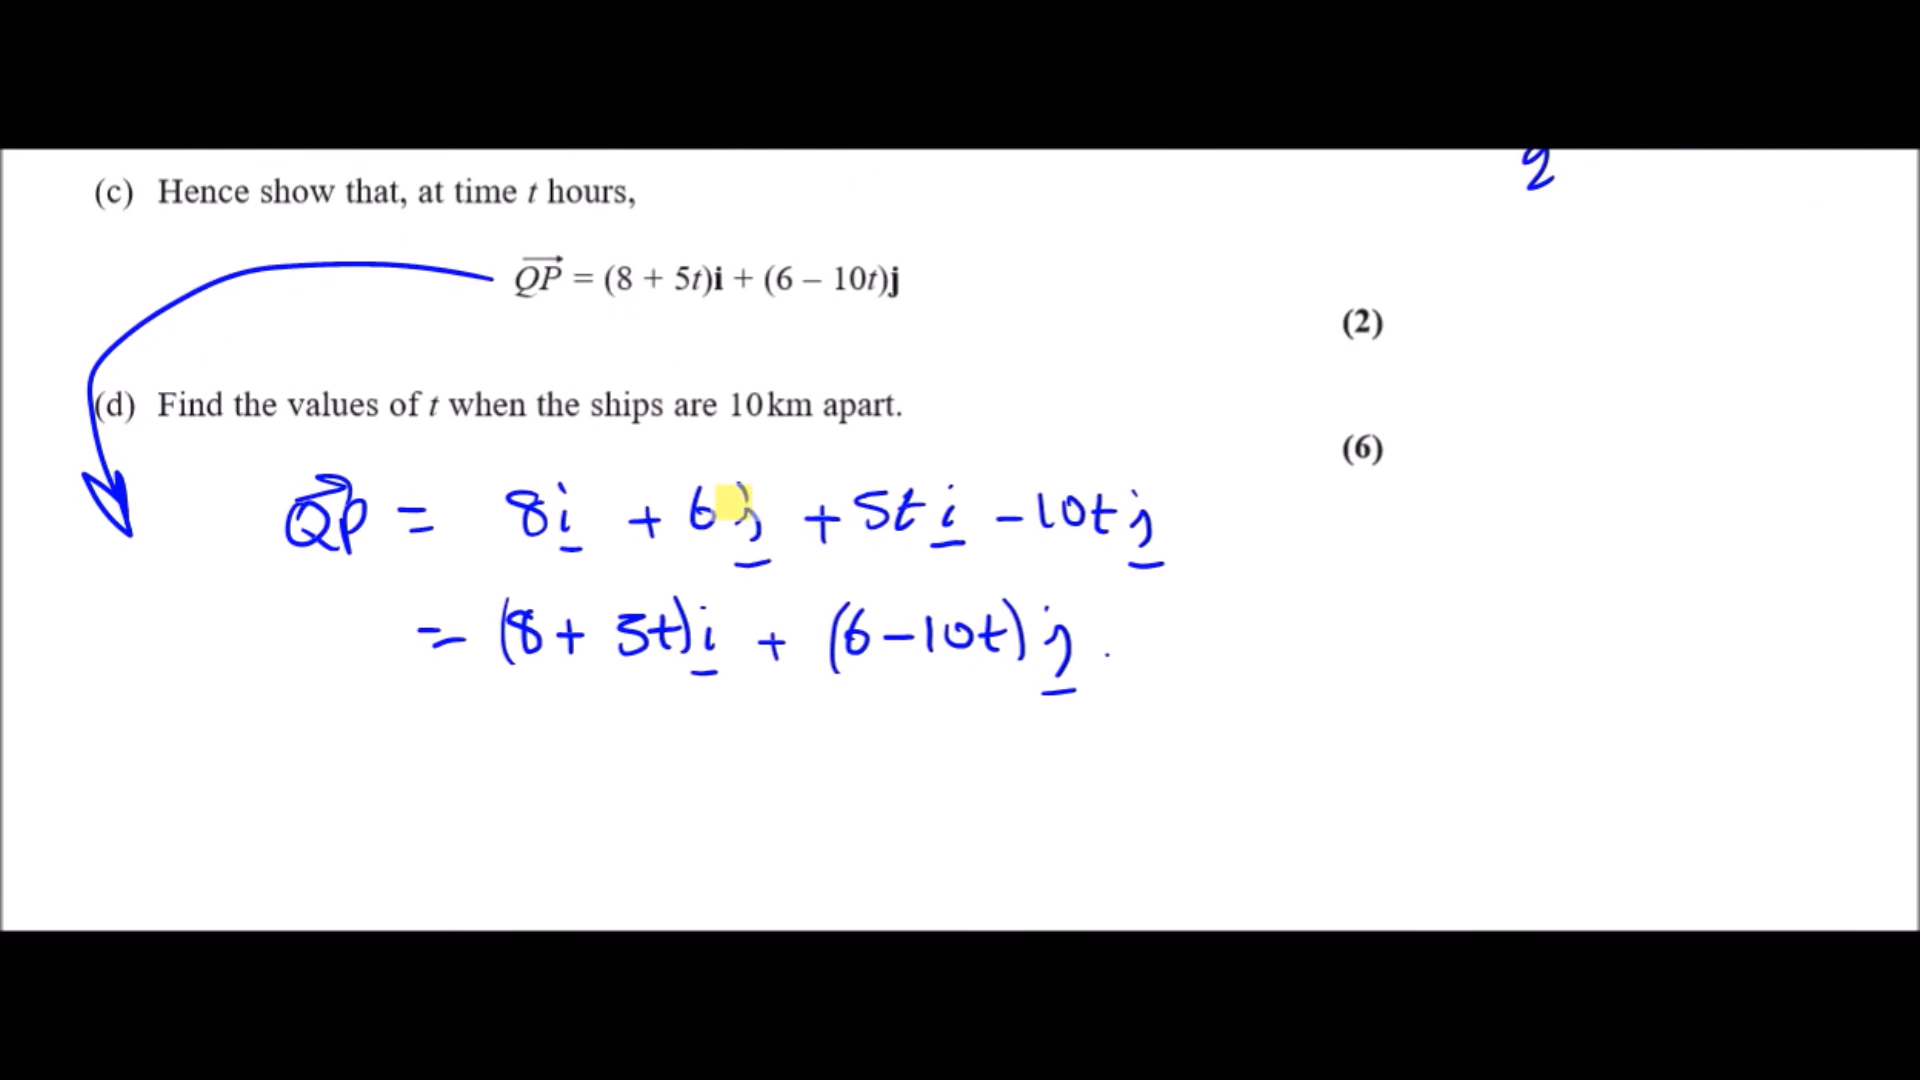 q
(c) Hence show that, at time t hours,
QP = (8 + 5t)i + (6 – 10t)j
(2)
(d) Find the values of t when the ships are 10 km apart.
(6)
QP = 8i + 6j + 5ti - 10tj
= (8 + 5t)i + (6 - 10t)j.